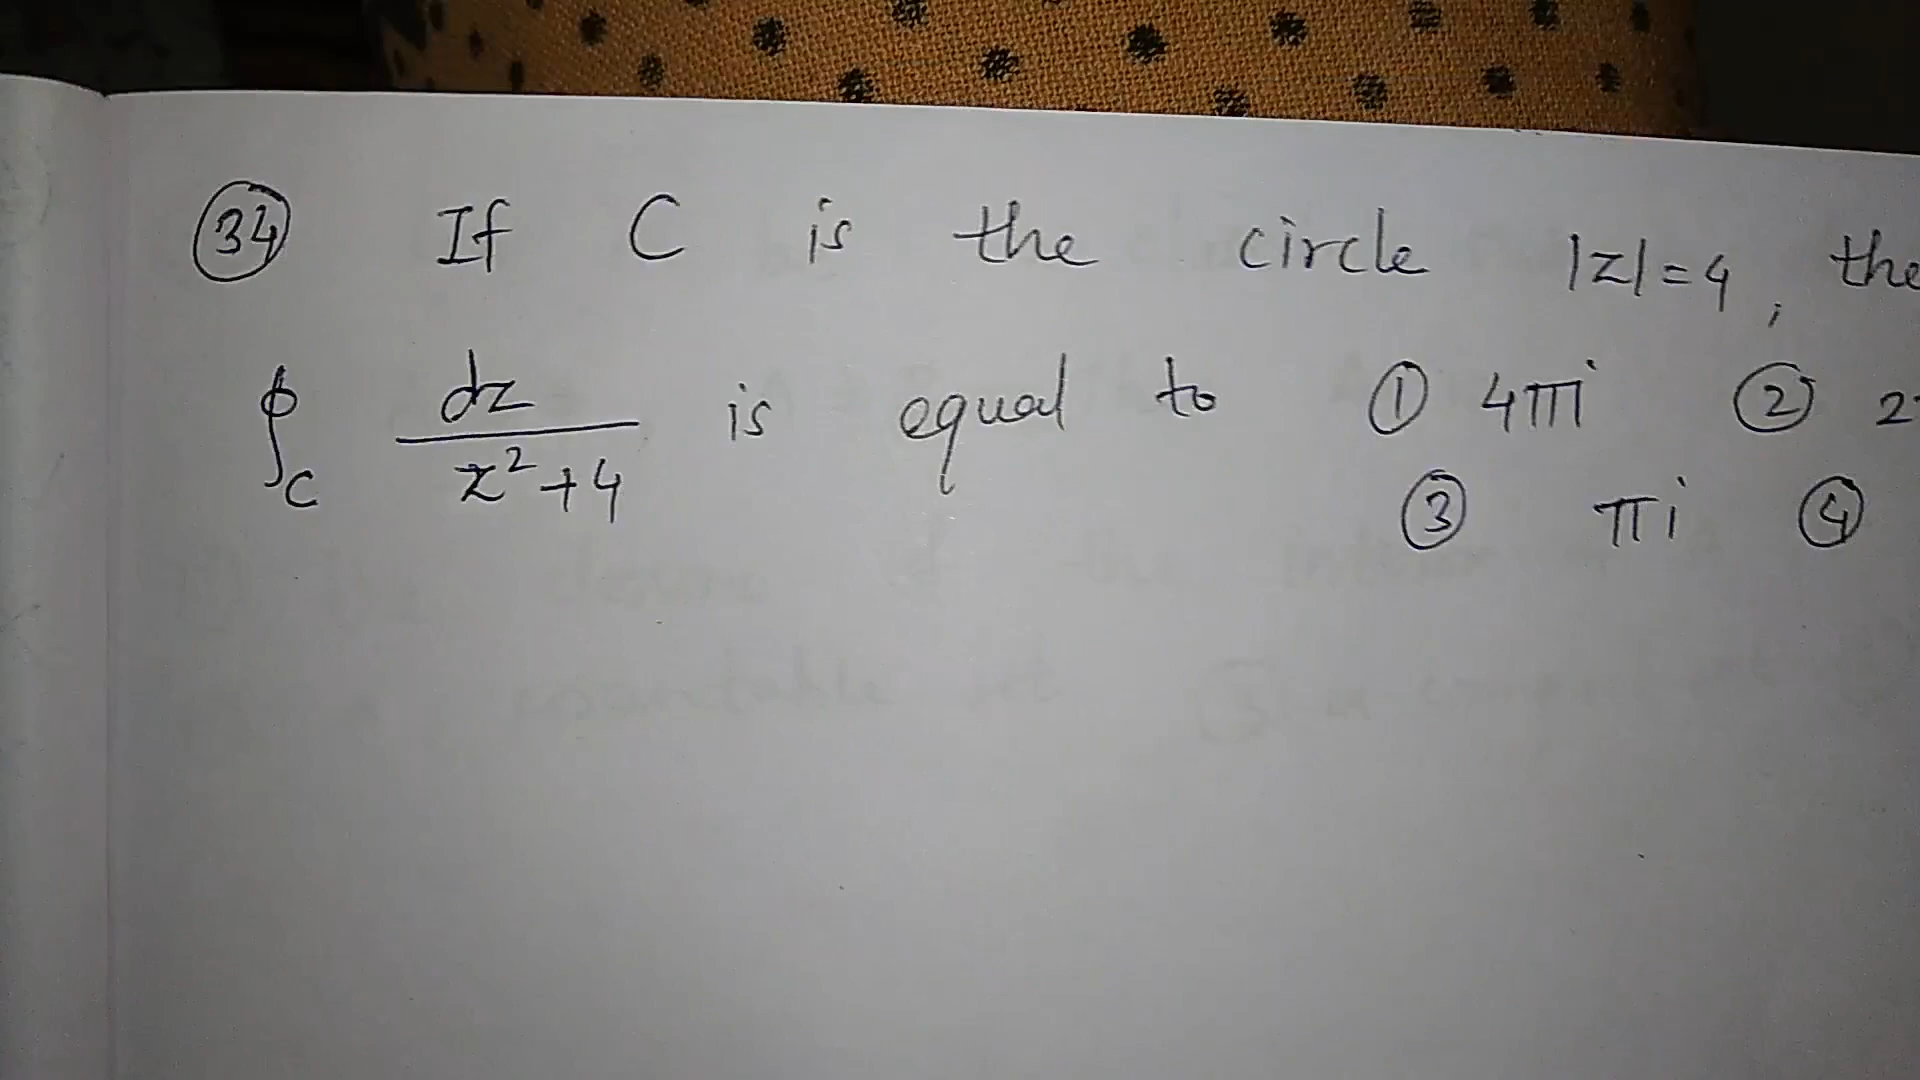 34 If C is the circle |z|=4, the
∮_C dz/(z²+4) is equal to ① 4πi ② 2
③ πi ④